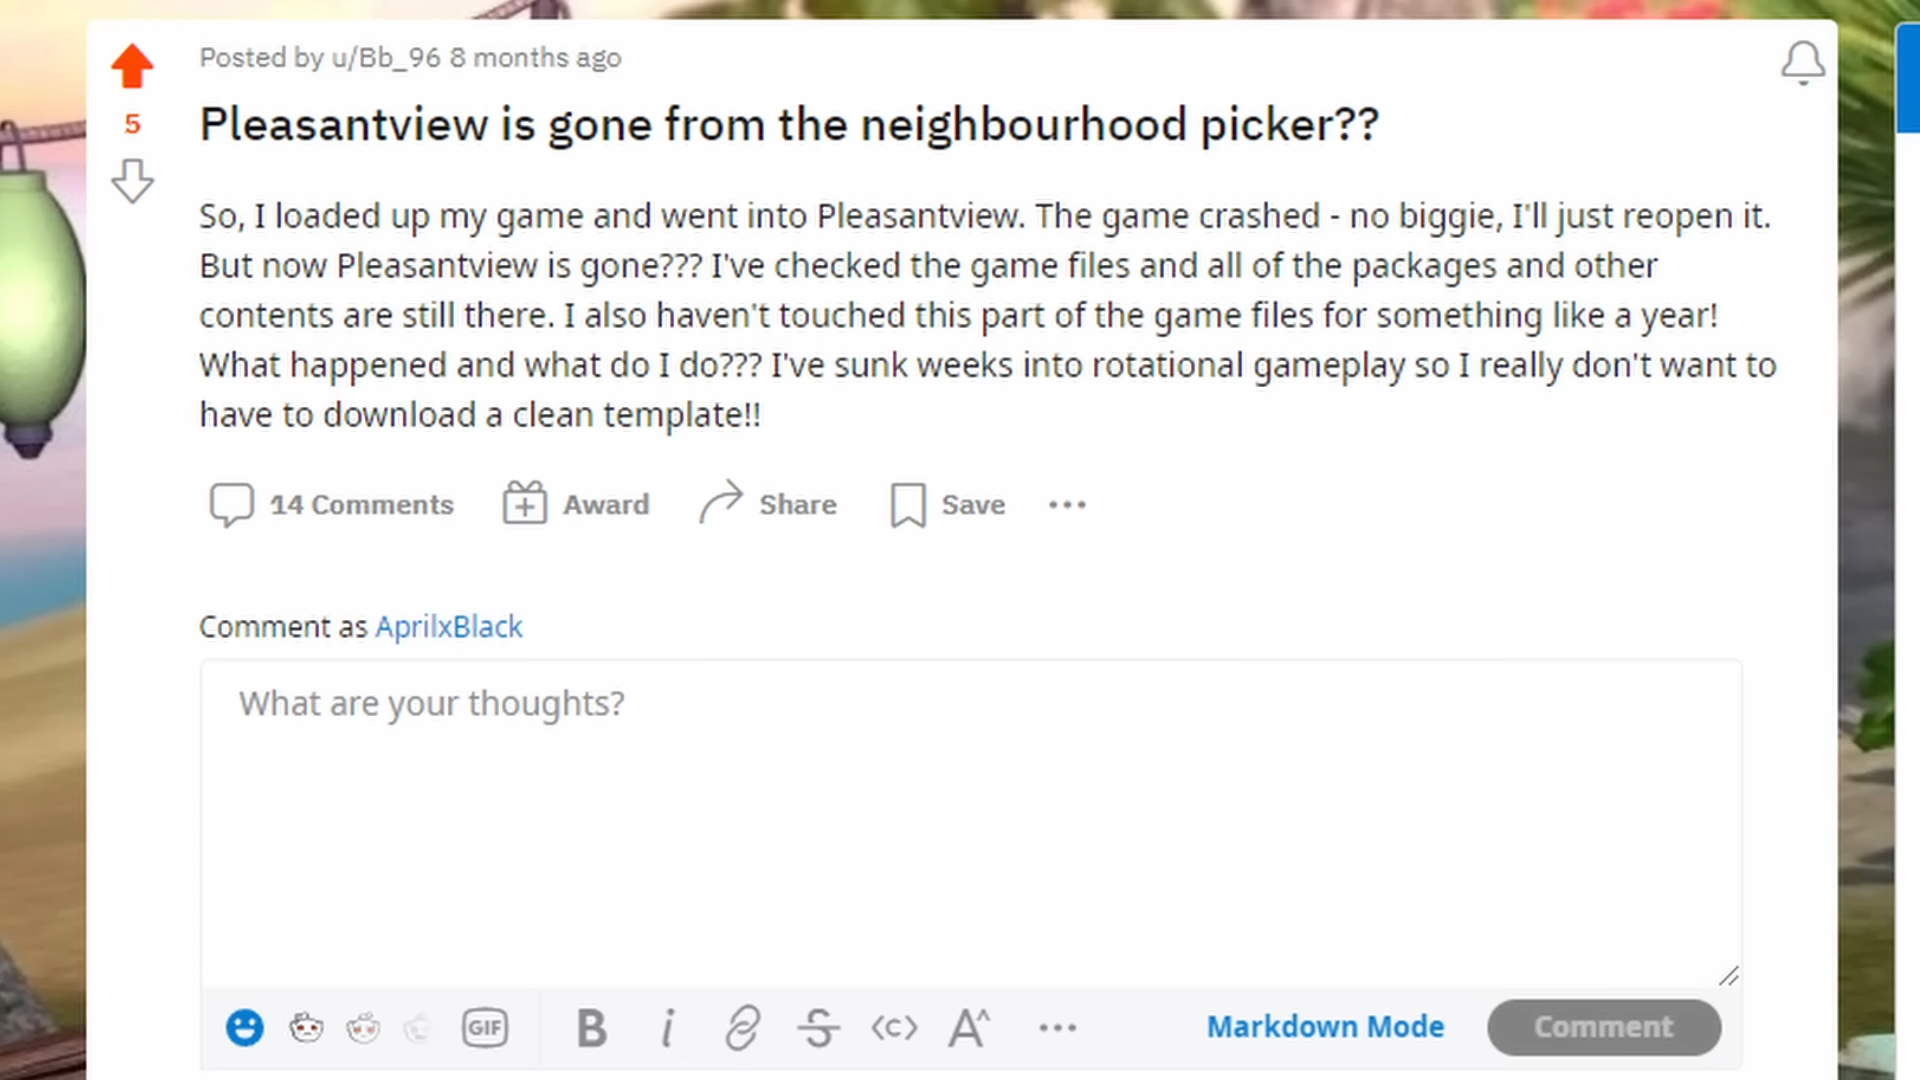 Posted by u/Bb_96 8 months ago
5
Pleasantview is gone from the neighbourhood picker??
So, I loaded up my game and went into Pleasantview. The game crashed - no biggie, I'll just reopen it.
But now Pleasantview is gone??? I've checked the game files and all of the packages and other
contents are still there. I also haven't touched this part of the game files for something like a year!
What happened and what do I do??? I've sunk weeks into rotational gameplay so I really don't want to
have to download a clean template!!
14 Comments Award Share Save
Comment as AprilxBlack
What are your thoughts?
GIF B i S <c> A^ Markdown Mode Comment